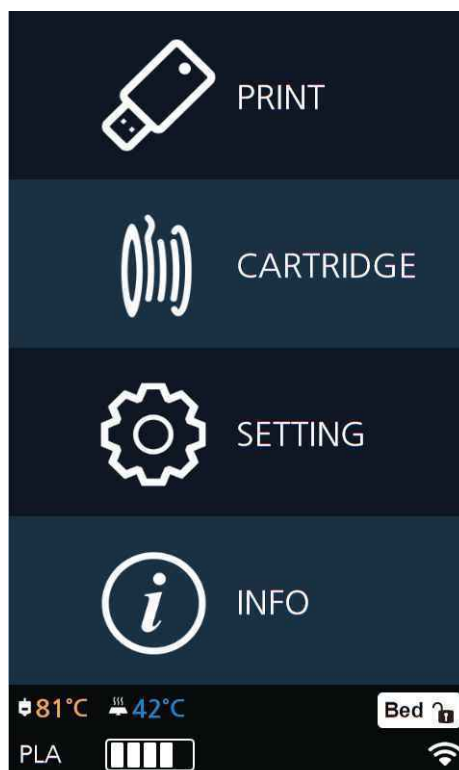 PRINT
CARTRIDGE
SETTING
INFO
81°C 42°C Bed
PLA